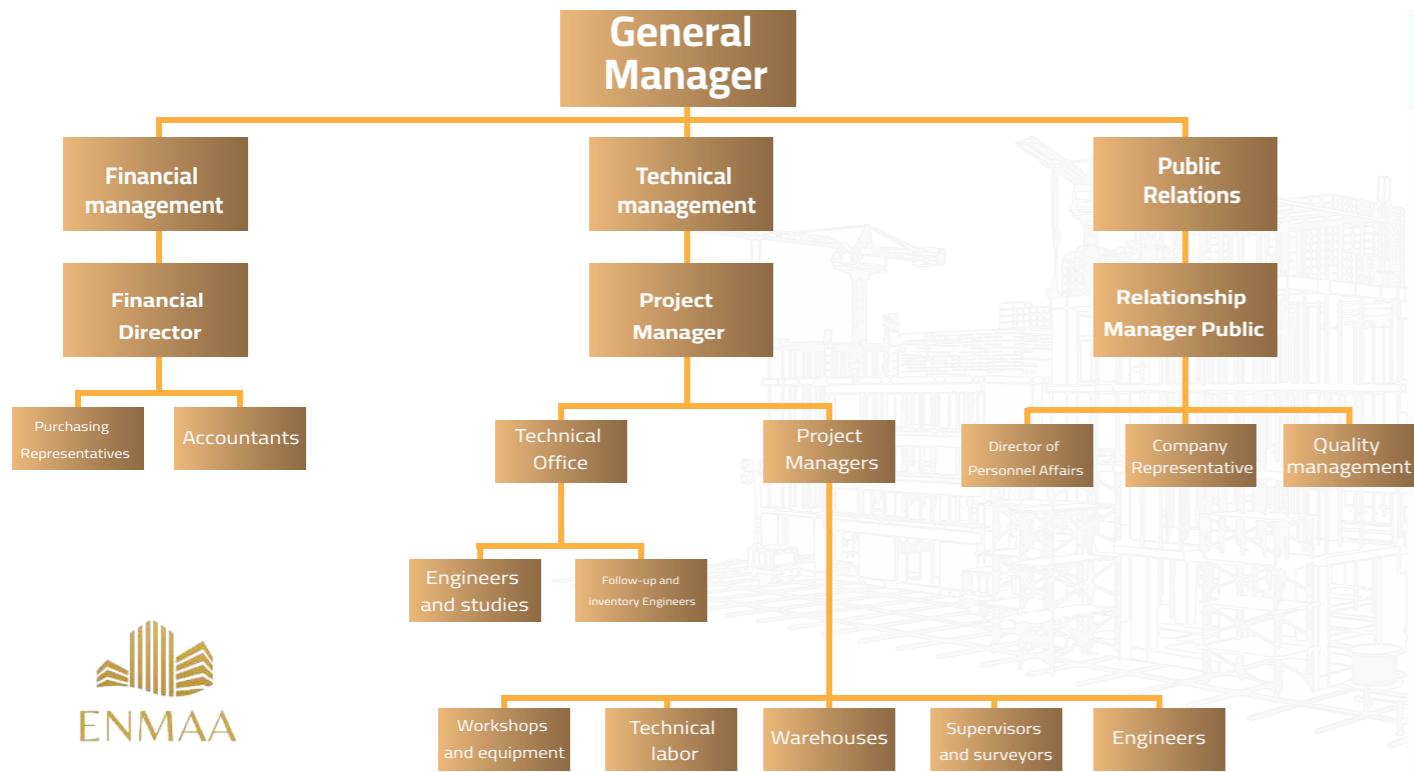 General
Manager
Financial
management
Technical
management
Public
Relations
Financial
Director
Project
Manager
Relationship
Manager Public
Purchasing
Representatives
Accountants
Technical
Office
Project
Managers
Director of
Personnel Affairs
Company
Representative
Quality
management
Engineers
and studies
Follow-up and
inventory Engineers
Workshops
and equipment
Technical
labor
Warehouses
Supervisors
and surveyors
Engineers
ENMAA